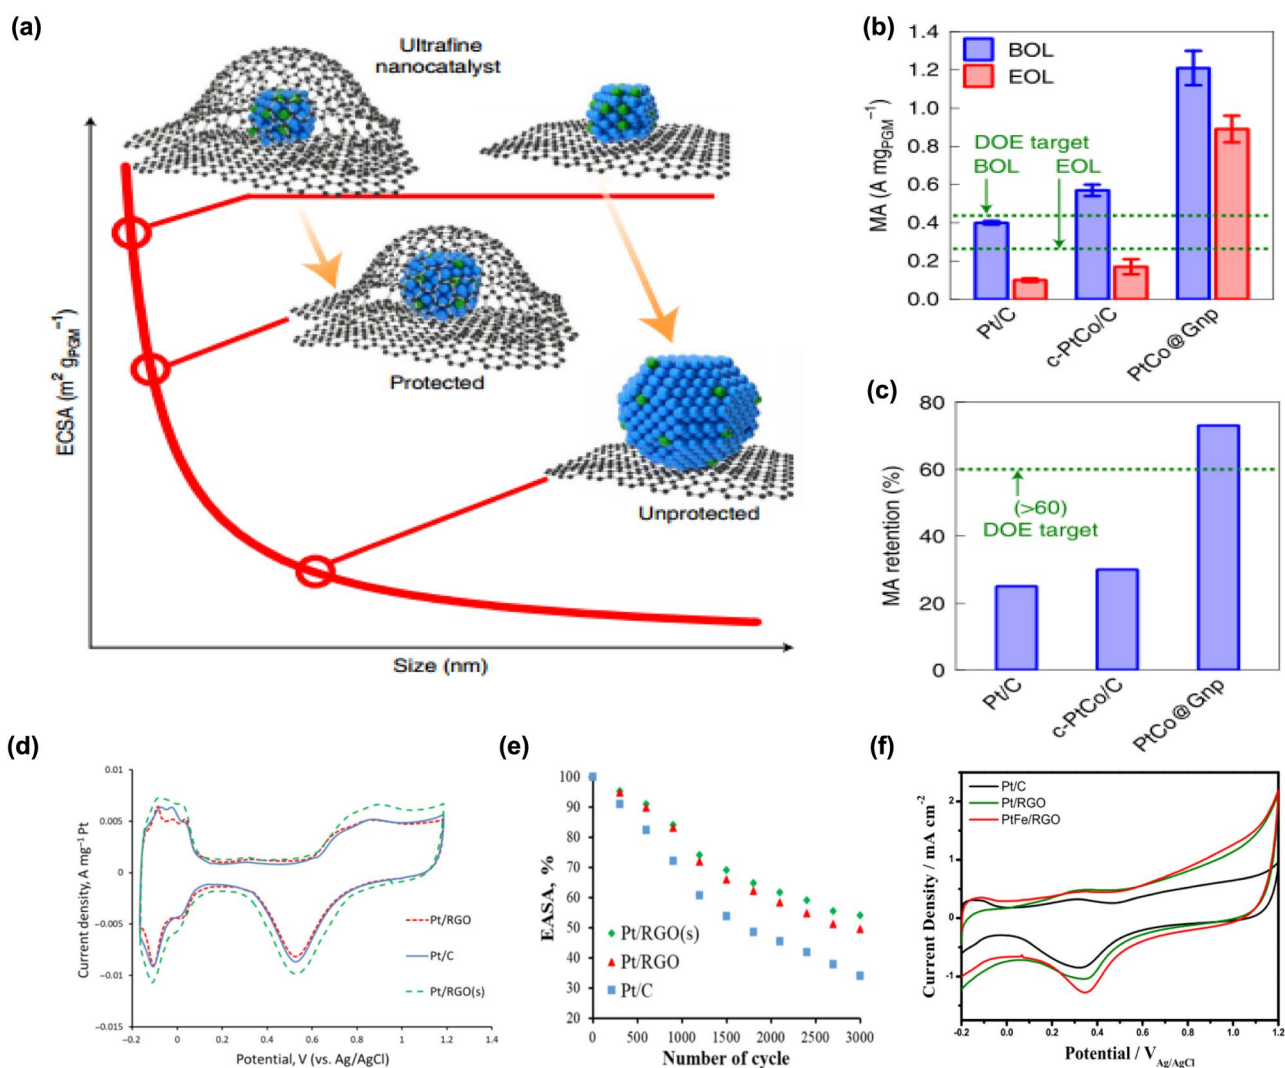 (a)
Ultrafine
nanocatalyst
Protected
Unprotected
ECSA (m² gPGM⁻¹)
Size (nm)
(b)
1.4
1.2
1.0
0.8
0.6
0.4
0.2
0.0
MA (A mgPGM⁻¹)
BOL
EOL
DOE target
BOL EOL
Pt/C
c-PtCo/C
PtCo@Gnp
(c)
80
60
40
20
0
MA retention (%)
(>60)
DOE target
Pt/C
c-PtCo/C
PtCo@Gnp
(d)
0.01
0.005
0
−0.005
−0.01
−0.015
Current density, A mg⁻¹ Pt
Pt/RGO
Pt/C
Pt/RGO(s)
−0.2 0 0.2 0.4 0.6 0.8 1 1.2 1.4
Potential, V (vs. Ag/AgCl)
(e)
100
90
80
70
60
50
40
30
20
EASA, %
Pt/RGO(s)
Pt/RGO
Pt/C
0 500 1000 1500 2000 2500 3000
Number of cycle
(f)
Pt/C
Pt/RGO
PtFe/RGO
2
1
0
-1
Current Density / mA cm⁻²
-0.2 0.0 0.2 0.4 0.6 0.8 1.0 1.2
Potential / VAg/AgCl